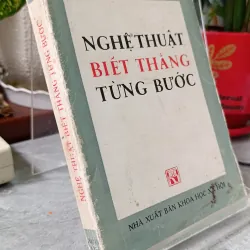 NGHỆ THUẬT
BIẾT THẮNG
TỪNG BƯỚC
NHÀ XUẤT BẢN KHOA HỌC XÃ HỘI
NGHỆ THUẬT BIẾT THẮNG TỪNG BƯỚC